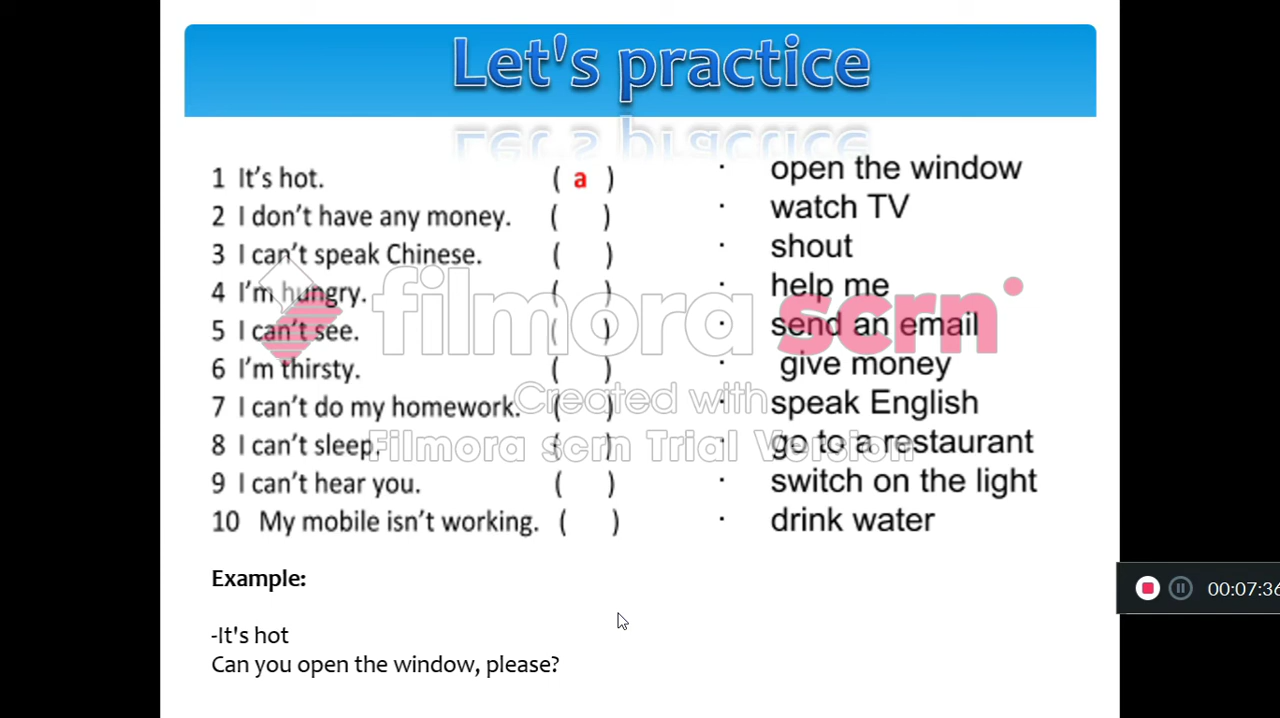 Let's practice
1 It's hot. ( a ) · open the window
2 I don't have any money. ( ) · watch TV
3 I can't speak Chinese. ( ) · shout
4 I'm hungry. ( ) · help me
5 I can't see. ( ) · send an email
6 I'm thirsty. ( ) · give money
7 I can't do my homework. ( ) · speak English
8 I can't sleep. ( ) · go to a restaurant
9 I can't hear you. ( ) · switch on the light
10 My mobile isn't working. ( ) · drink water
filmora scrn
Created with
Filmora scrn Trial Version
Example:
-It's hot
Can you open the window, please?
00:07:36